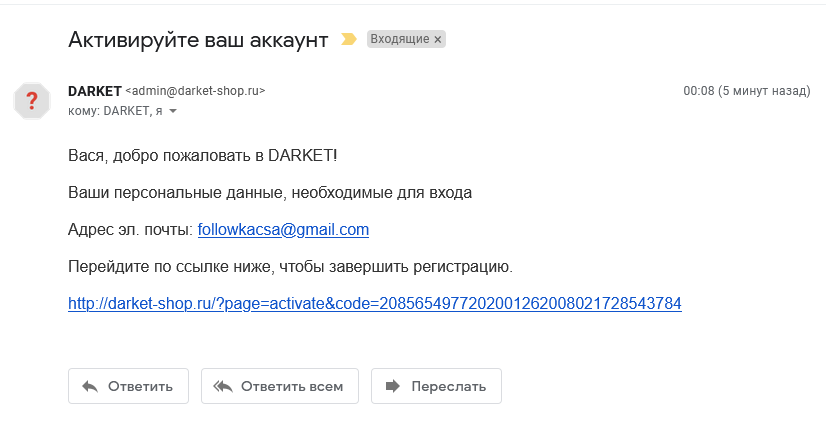 Активируйте ваш аккаунт Входящие ×
DARKET <admin@darket-shop.ru> 00:08 (5 минут назад)
кому: DARKET, я
Вася, добро пожаловать в DARKET!
Ваши персональные данные, необходимые для входа
Адрес эл. почты: followkacsa@gmail.com
Перейдите по ссылке ниже, чтобы завершить регистрацию.
http://darket-shop.ru/?page=activate&code=2085654977202001262008021728543784
Ответить Ответить всем Переслать